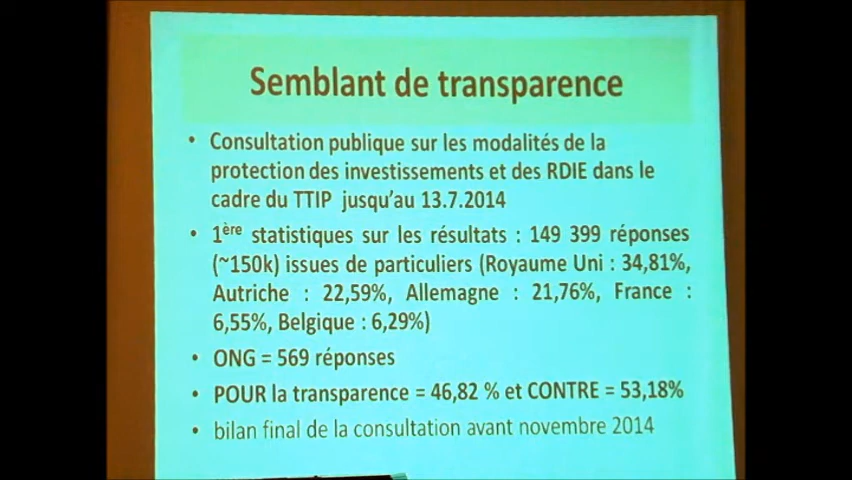 Semblant de transparence
• Consultation publique sur les modalités de la
protection des investissements et des RDIE dans le
cadre du TTIP jusqu'au 13.7.2014
• 1ère statistiques sur les résultats : 149 399 réponses
(~150k) issues de particuliers (Royaume Uni : 34,81%,
Autriche : 22,59%, Allemagne : 21,76%, France :
6,55%, Belgique : 6,29%)
• ONG = 569 réponses
• POUR la transparence = 46,82 % et CONTRE = 53,18%
• bilan final de la consultation avant novembre 2014